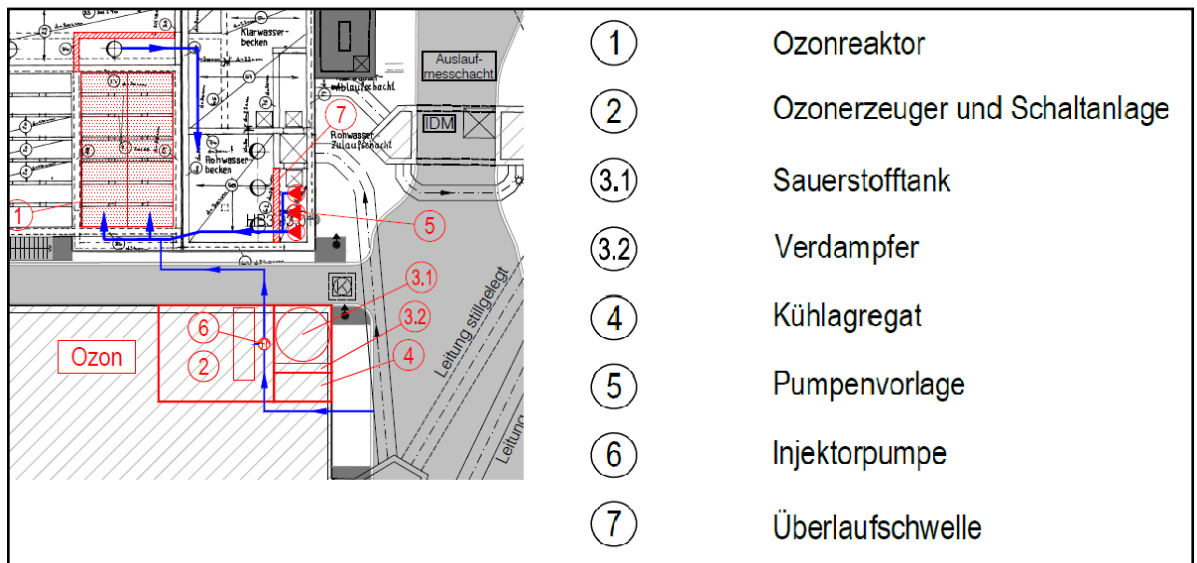 Klarwasser-
becken
Auslauf-
messchacht
Ablaufschacht
7
IDM
Rohwasser
Zulaufschacht
Rohwasser
becken
1
5
3.1
3.2
6
Ozon
2
4
K
Leitung stillgelegt
Leitung
1 Ozonreaktor
2 Ozonerzeuger und Schaltanlage
3.1 Sauerstofftank
3.2 Verdampfer
4 Kühlagregat
5 Pumpenvorlage
6 Injektorpumpe
7 Überlaufschwelle